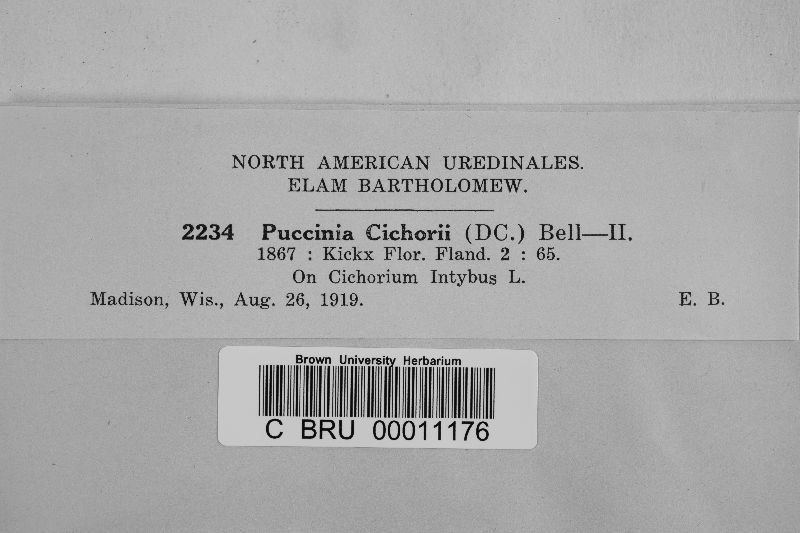 NORTH AMERICAN UREDINALES.
ELAM BARTHOLOMEW.
2234 Puccinia Cichorii (DC.) Bell—II.
1867 : Kickx Flor. Fland. 2 : 65.
On Cichorium Intybus L.
Madison, Wis., Aug. 26, 1919. E. B.
Brown University Herbarium
C BRU 00011176